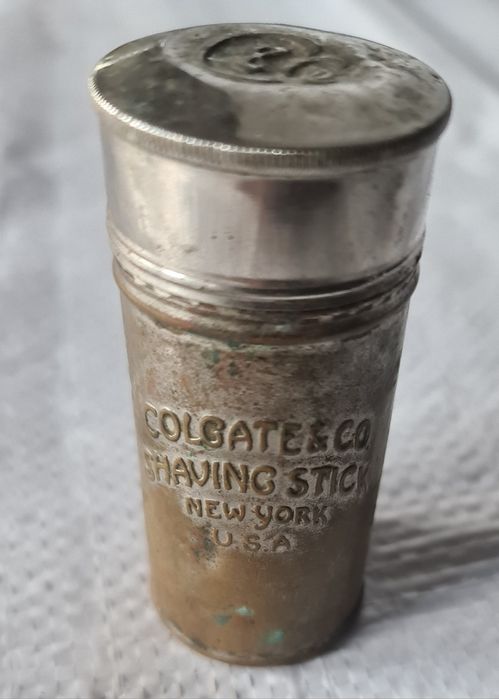 COLGATE & CO
SHAVING STICK
NEW YORK
U.S.A